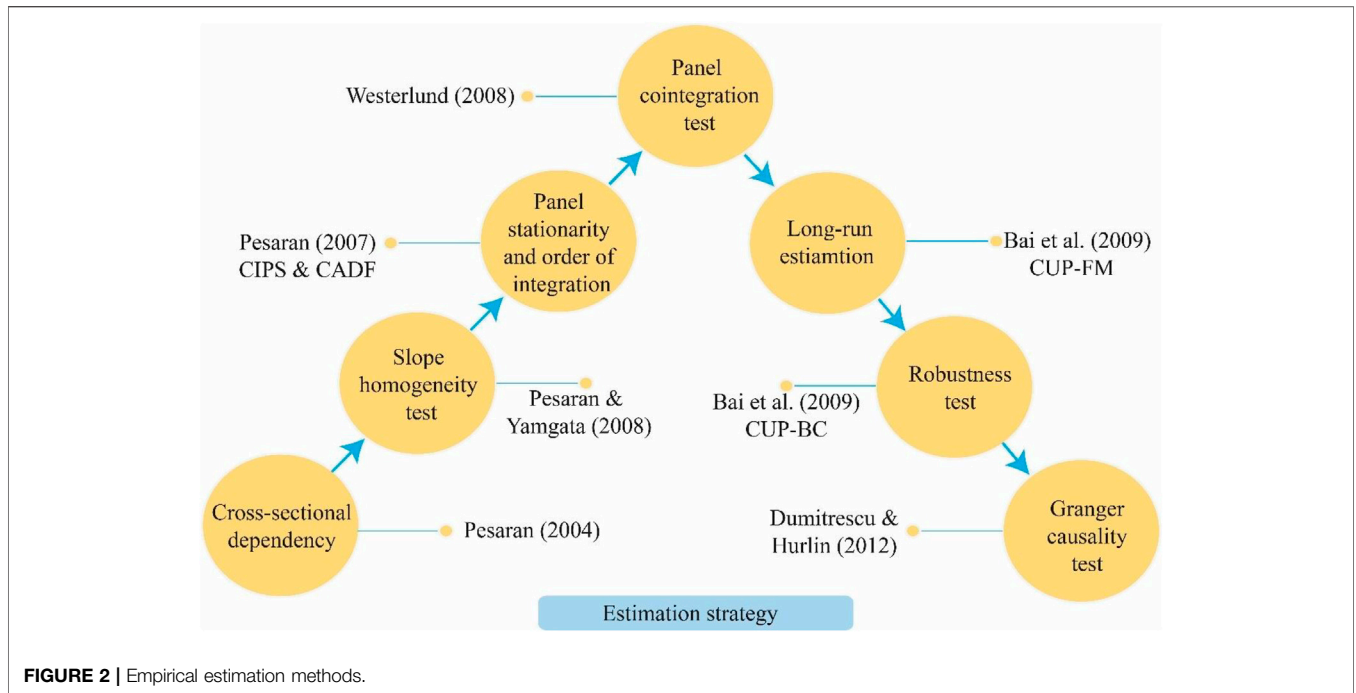 Panel
cointegration
test
Westerlund (2008)
Panel
stationarity
and order of
integration
Pesaran (2007)
CIPS & CADF
Long-run
estiamtion
Bai et al. (2009)
CUP-FM
Slope
homogeneity
test
Pesaran &
Yamgata (2008)
Robustness
test
Bai et al. (2009)
CUP-BC
Cross-sectional
dependency
Pesaran (2004)
Dumitrescu &
Hurlin (2012)
Granger
causality
test
Estimation strategy
FIGURE 2 | Empirical estimation methods.